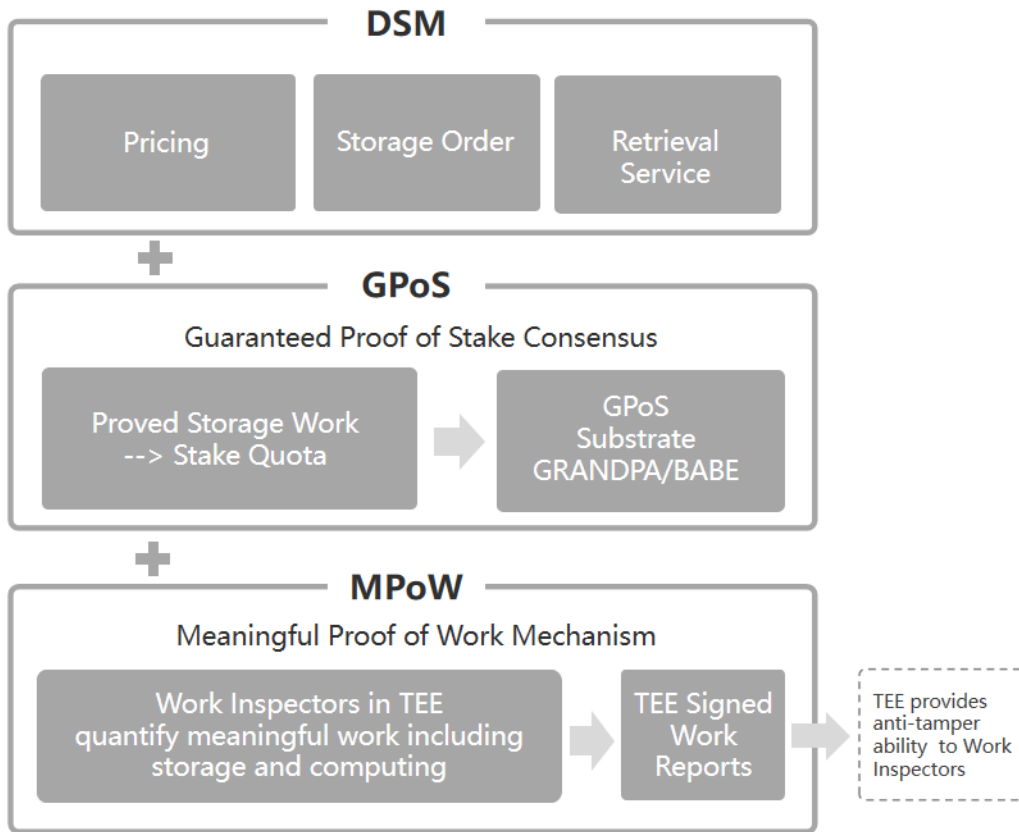 DSM
Pricing
Storage Order
Retrieval
Service
GPoS
Guaranteed Proof of Stake Consensus
Proved Storage Work
--> Stake Quota
GPoS
Substrate
GRANDPA/BABE
MPoW
Meaningful Proof of Work Mechanism
Work Inspectors in TEE
quantify meaningful work including
storage and computing
TEE Signed
Work
Reports
TEE provides
anti-tamper
ability to Work
Inspectors